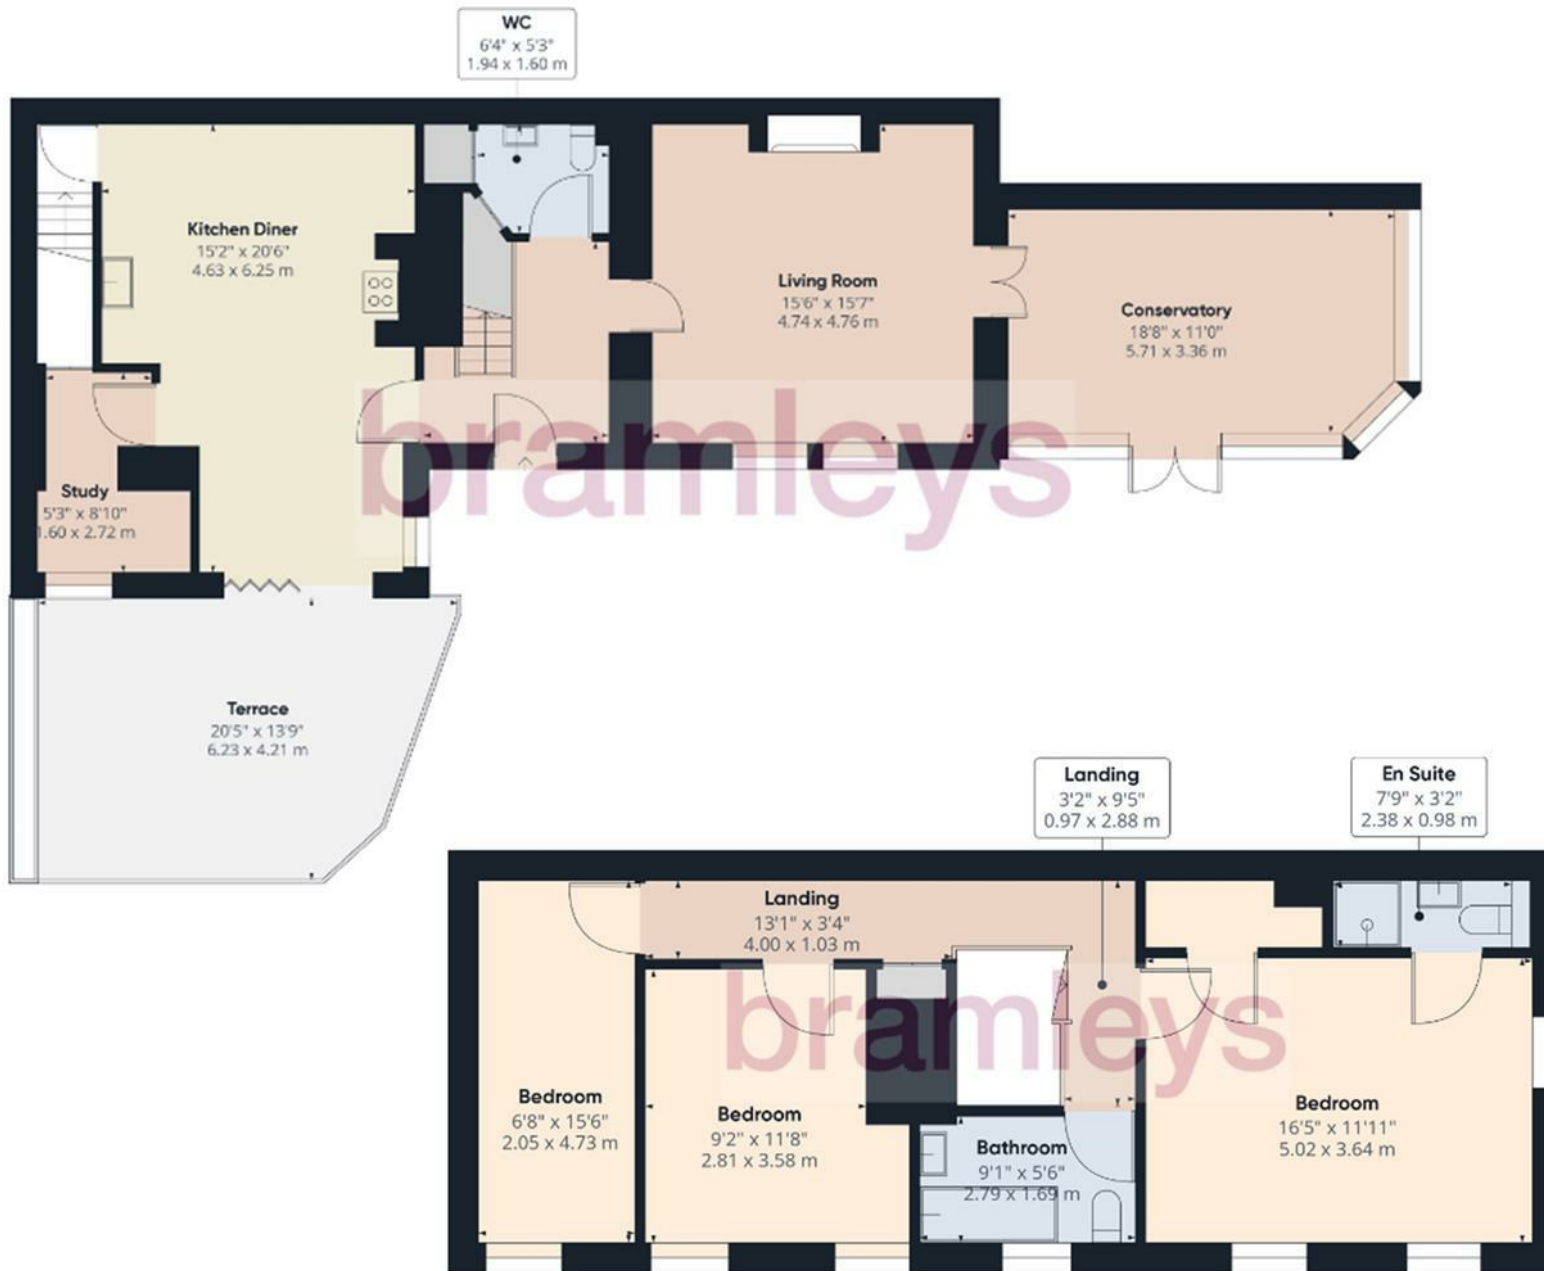 WC
6'4" x 5'3"
1.94 x 1.60 m
Kitchen Diner
15'2" x 20'6"
4.63 x 6.25 m
Living Room
15'6" x 15'7"
4.74 x 4.76 m
Conservatory
18'8" x 11'0"
5.71 x 3.36 m
bramleys
Study
5'3" x 8'10"
1.60 x 2.72 m
Terrace
20'5" x 13'9"
6.23 x 4.21 m
Landing
3'2" x 9'5"
0.97 x 2.88 m
En Suite
7'9" x 3'2"
2.38 x 0.98 m
Landing
13'1" x 3'4"
4.00 x 1.03 m
bramleys
Bedroom
6'8" x 15'6"
2.05 x 4.73 m
Bedroom
9'2" x 11'8"
2.81 x 3.58 m
Bathroom
9'1" x 5'6"
2.79 x 1.69 m
Bedroom
16'5" x 11'11"
5.02 x 3.64 m